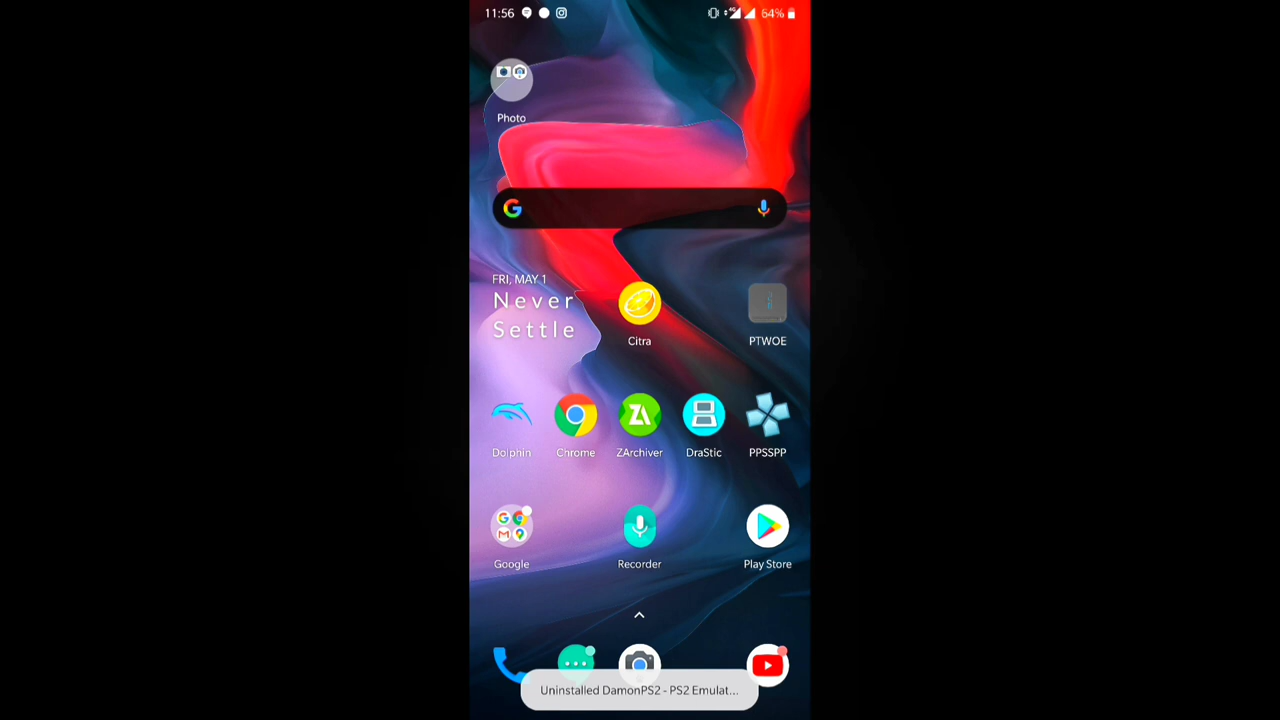 11:56
4G
64%
Photo
FRI, MAY 1
Never
Settle
Citra
PTWOE
Dolphin
Chrome
ZArchiver
DraStic
PPSSPP
Google
Recorder
Play Store
Uninstalled DamonPS2 - PS2 Emulat...